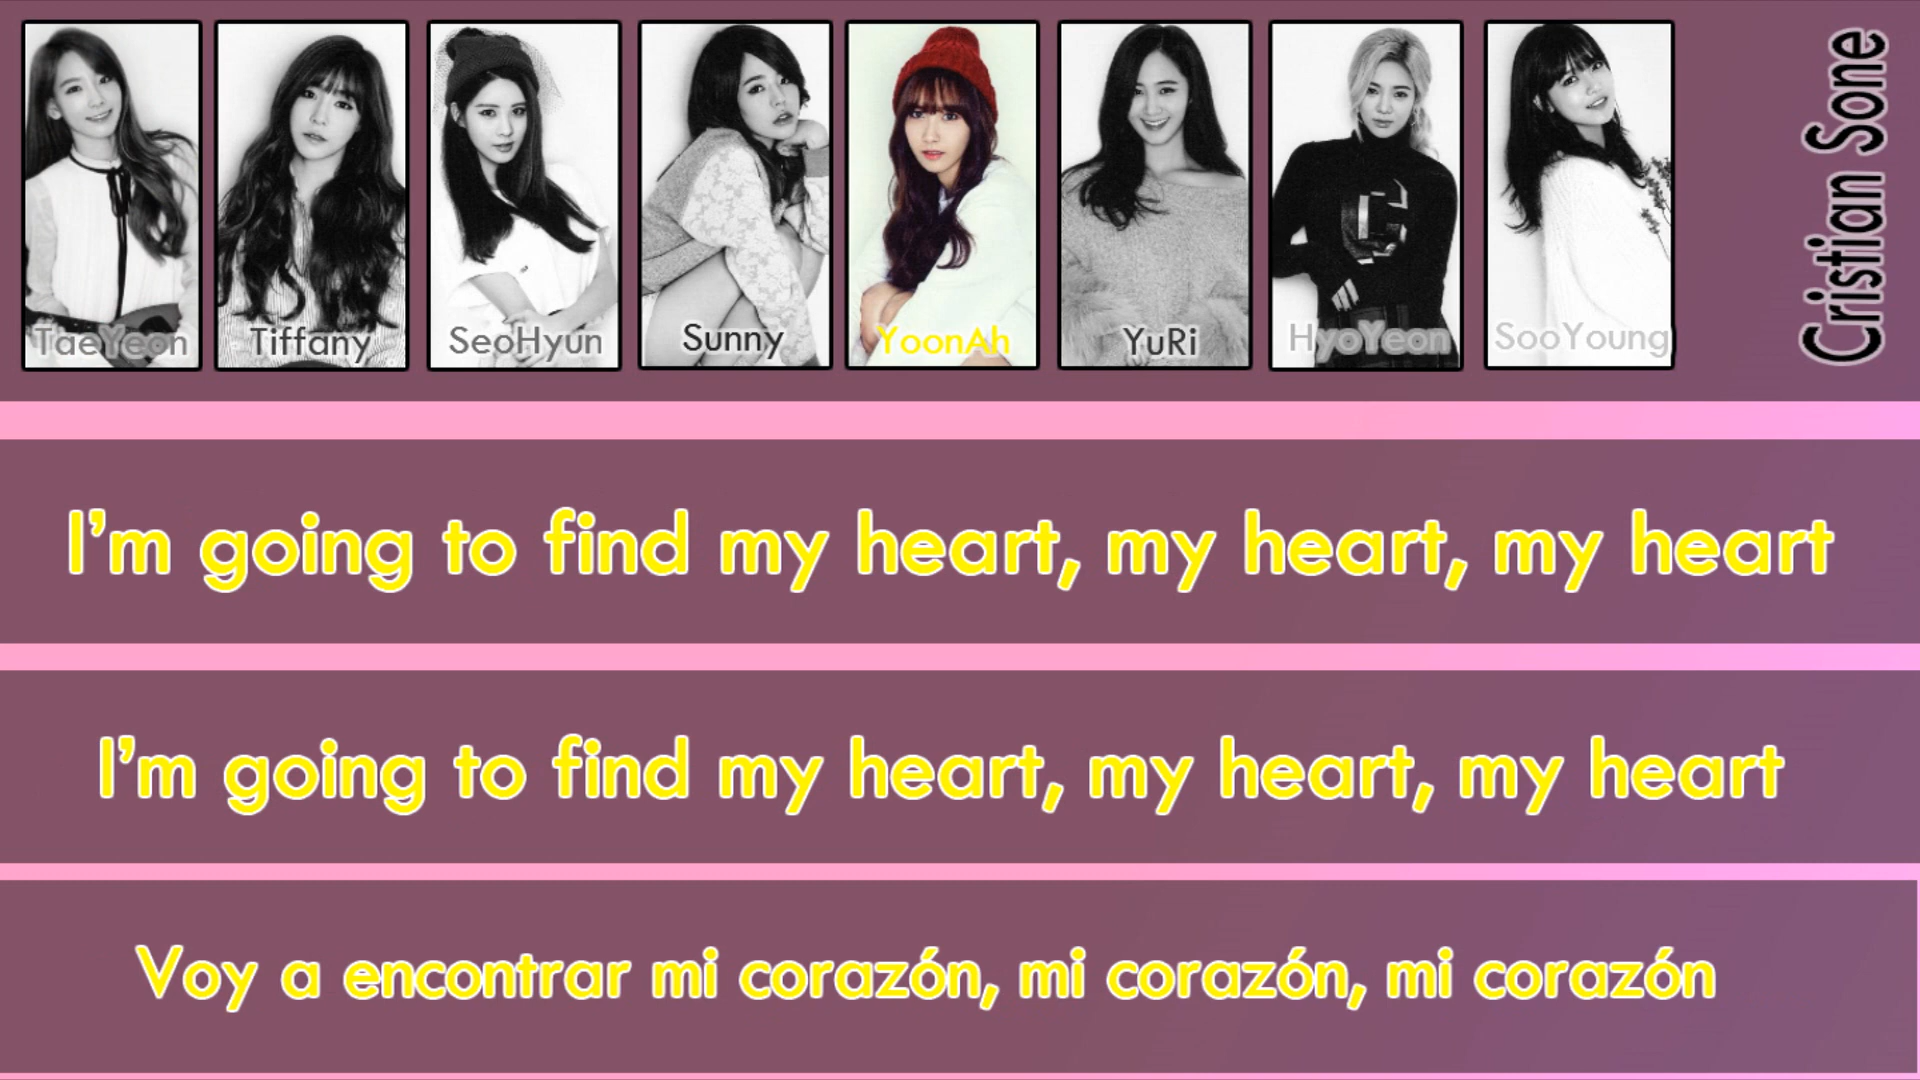 TaeYeon
Tiffany
SeoHyun
Sunny
YoonAh
YuRi
HyoYeon
SooYoung
Cristian Sone
I'm going to find my heart, my heart, my heart
I'm going to find my heart, my heart, my heart
Voy a encontrar mi corazón, mi corazón, mi corazón